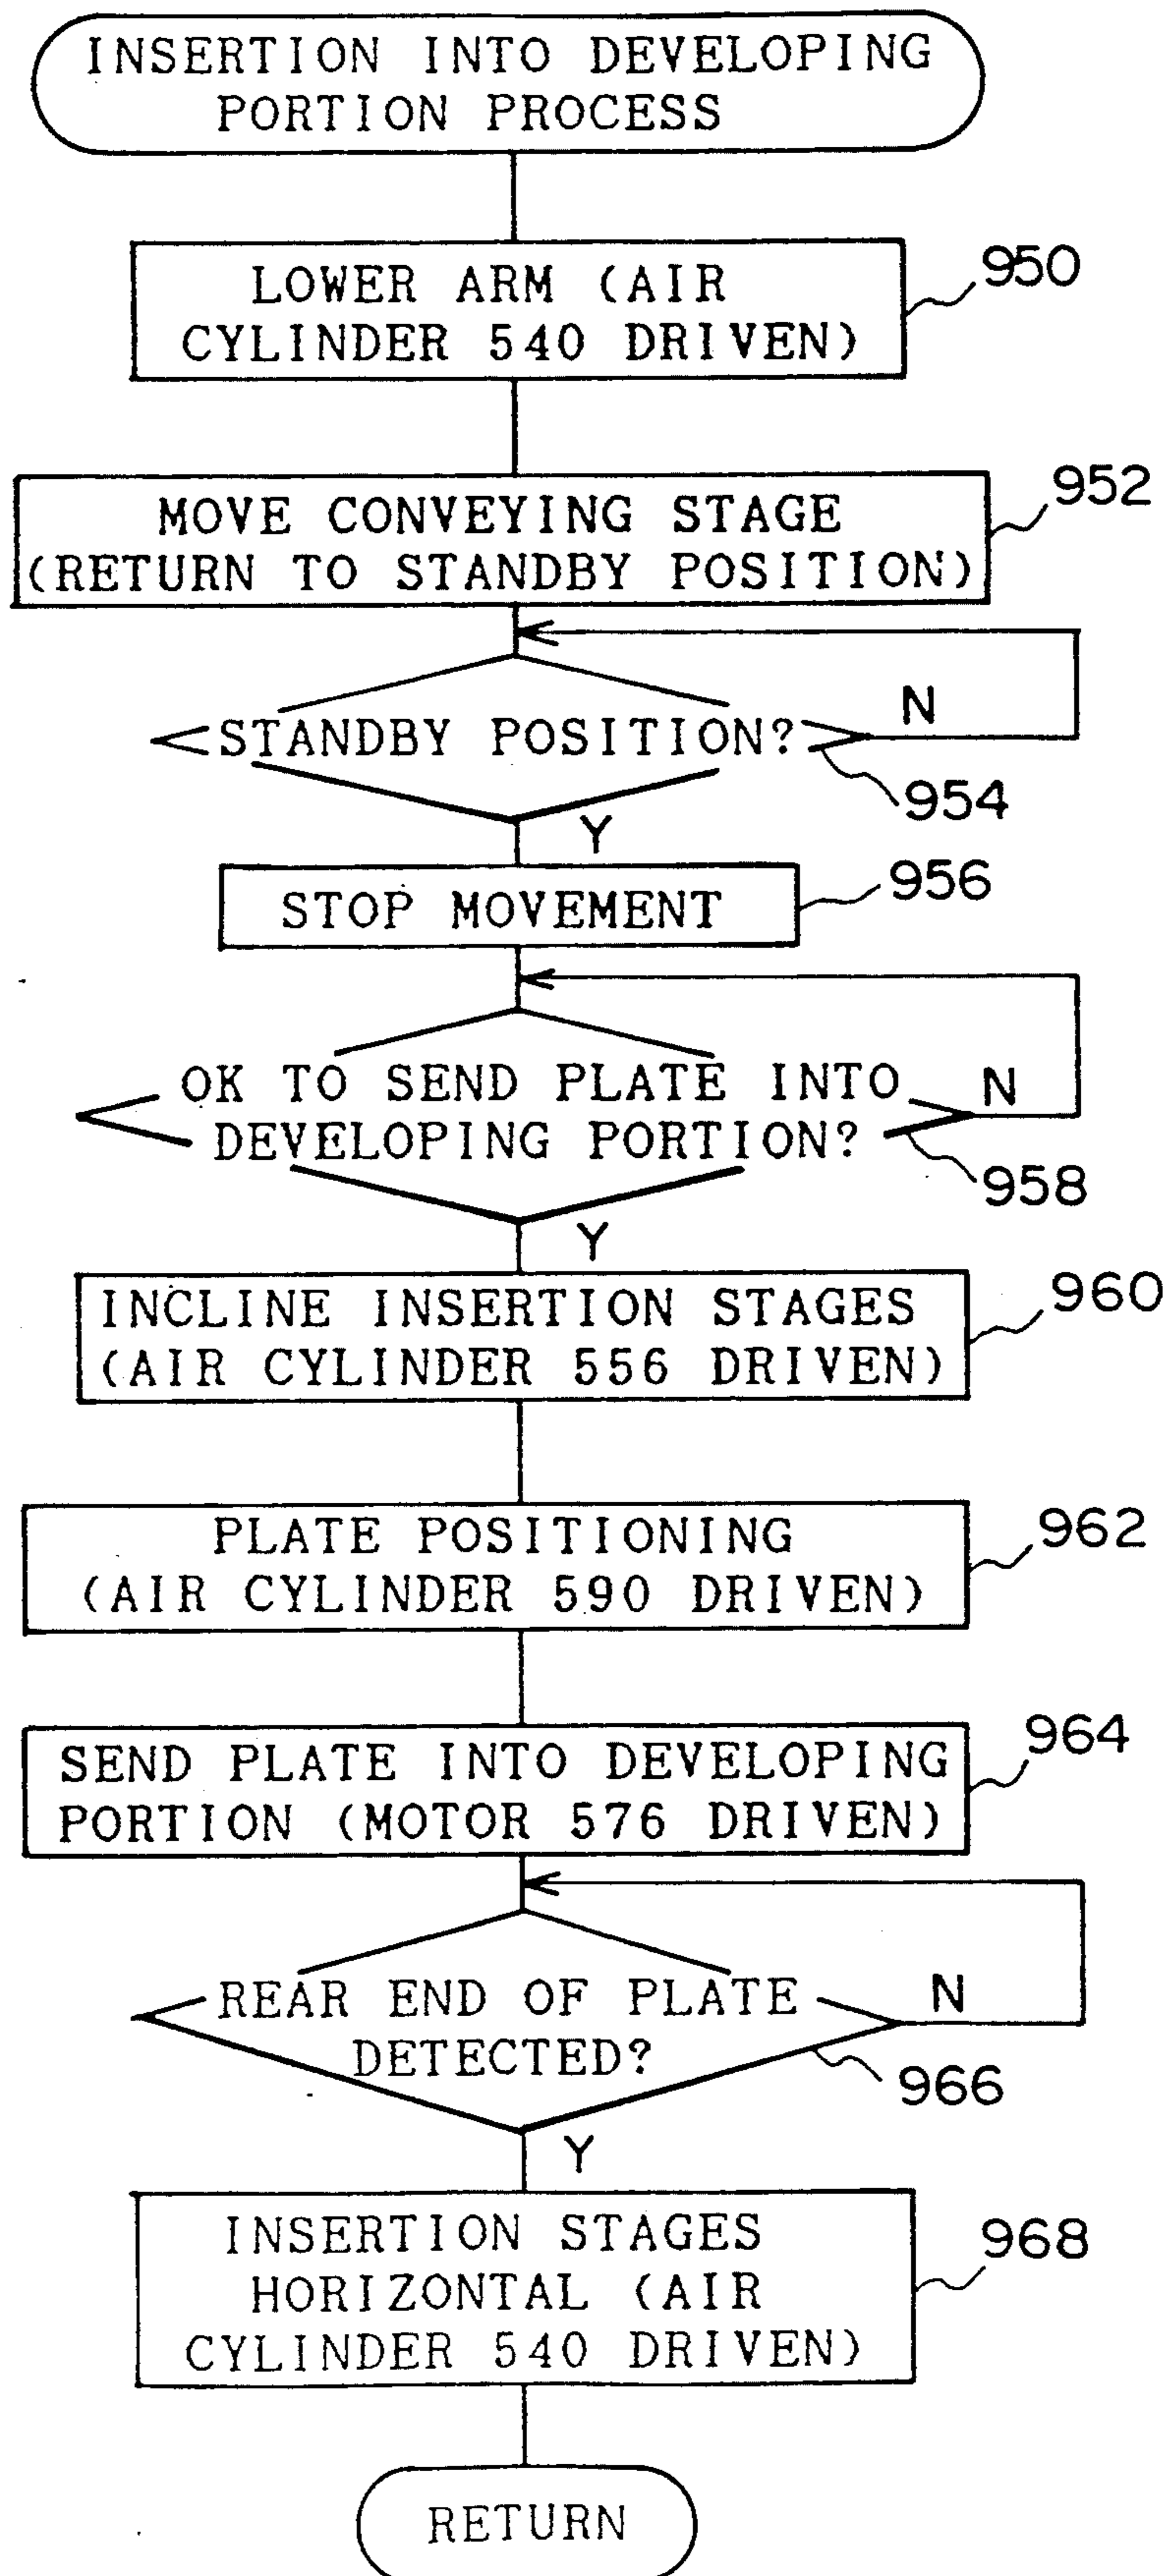 INSERTION INTO DEVELOPING
PORTION PROCESS
LOWER ARM (AIR
CYLINDER 540 DRIVEN)
950
MOVE CONVEYING STAGE
(RETURN TO STANDBY POSITION)
952
STANDBY POSITION?
N
954
Y
STOP MOVEMENT
956
OK TO SEND PLATE INTO
DEVELOPING PORTION?
N
958
Y
INCLINE INSERTION STAGES
(AIR CYLINDER 556 DRIVEN)
960
PLATE POSITIONING
(AIR CYLINDER 590 DRIVEN)
962
SEND PLATE INTO DEVELOPING
PORTION (MOTOR 576 DRIVEN)
964
REAR END OF PLATE
DETECTED?
N
966
Y
INSERTION STAGES
HORIZONTAL (AIR
CYLINDER 540 DRIVEN)
968
RETURN